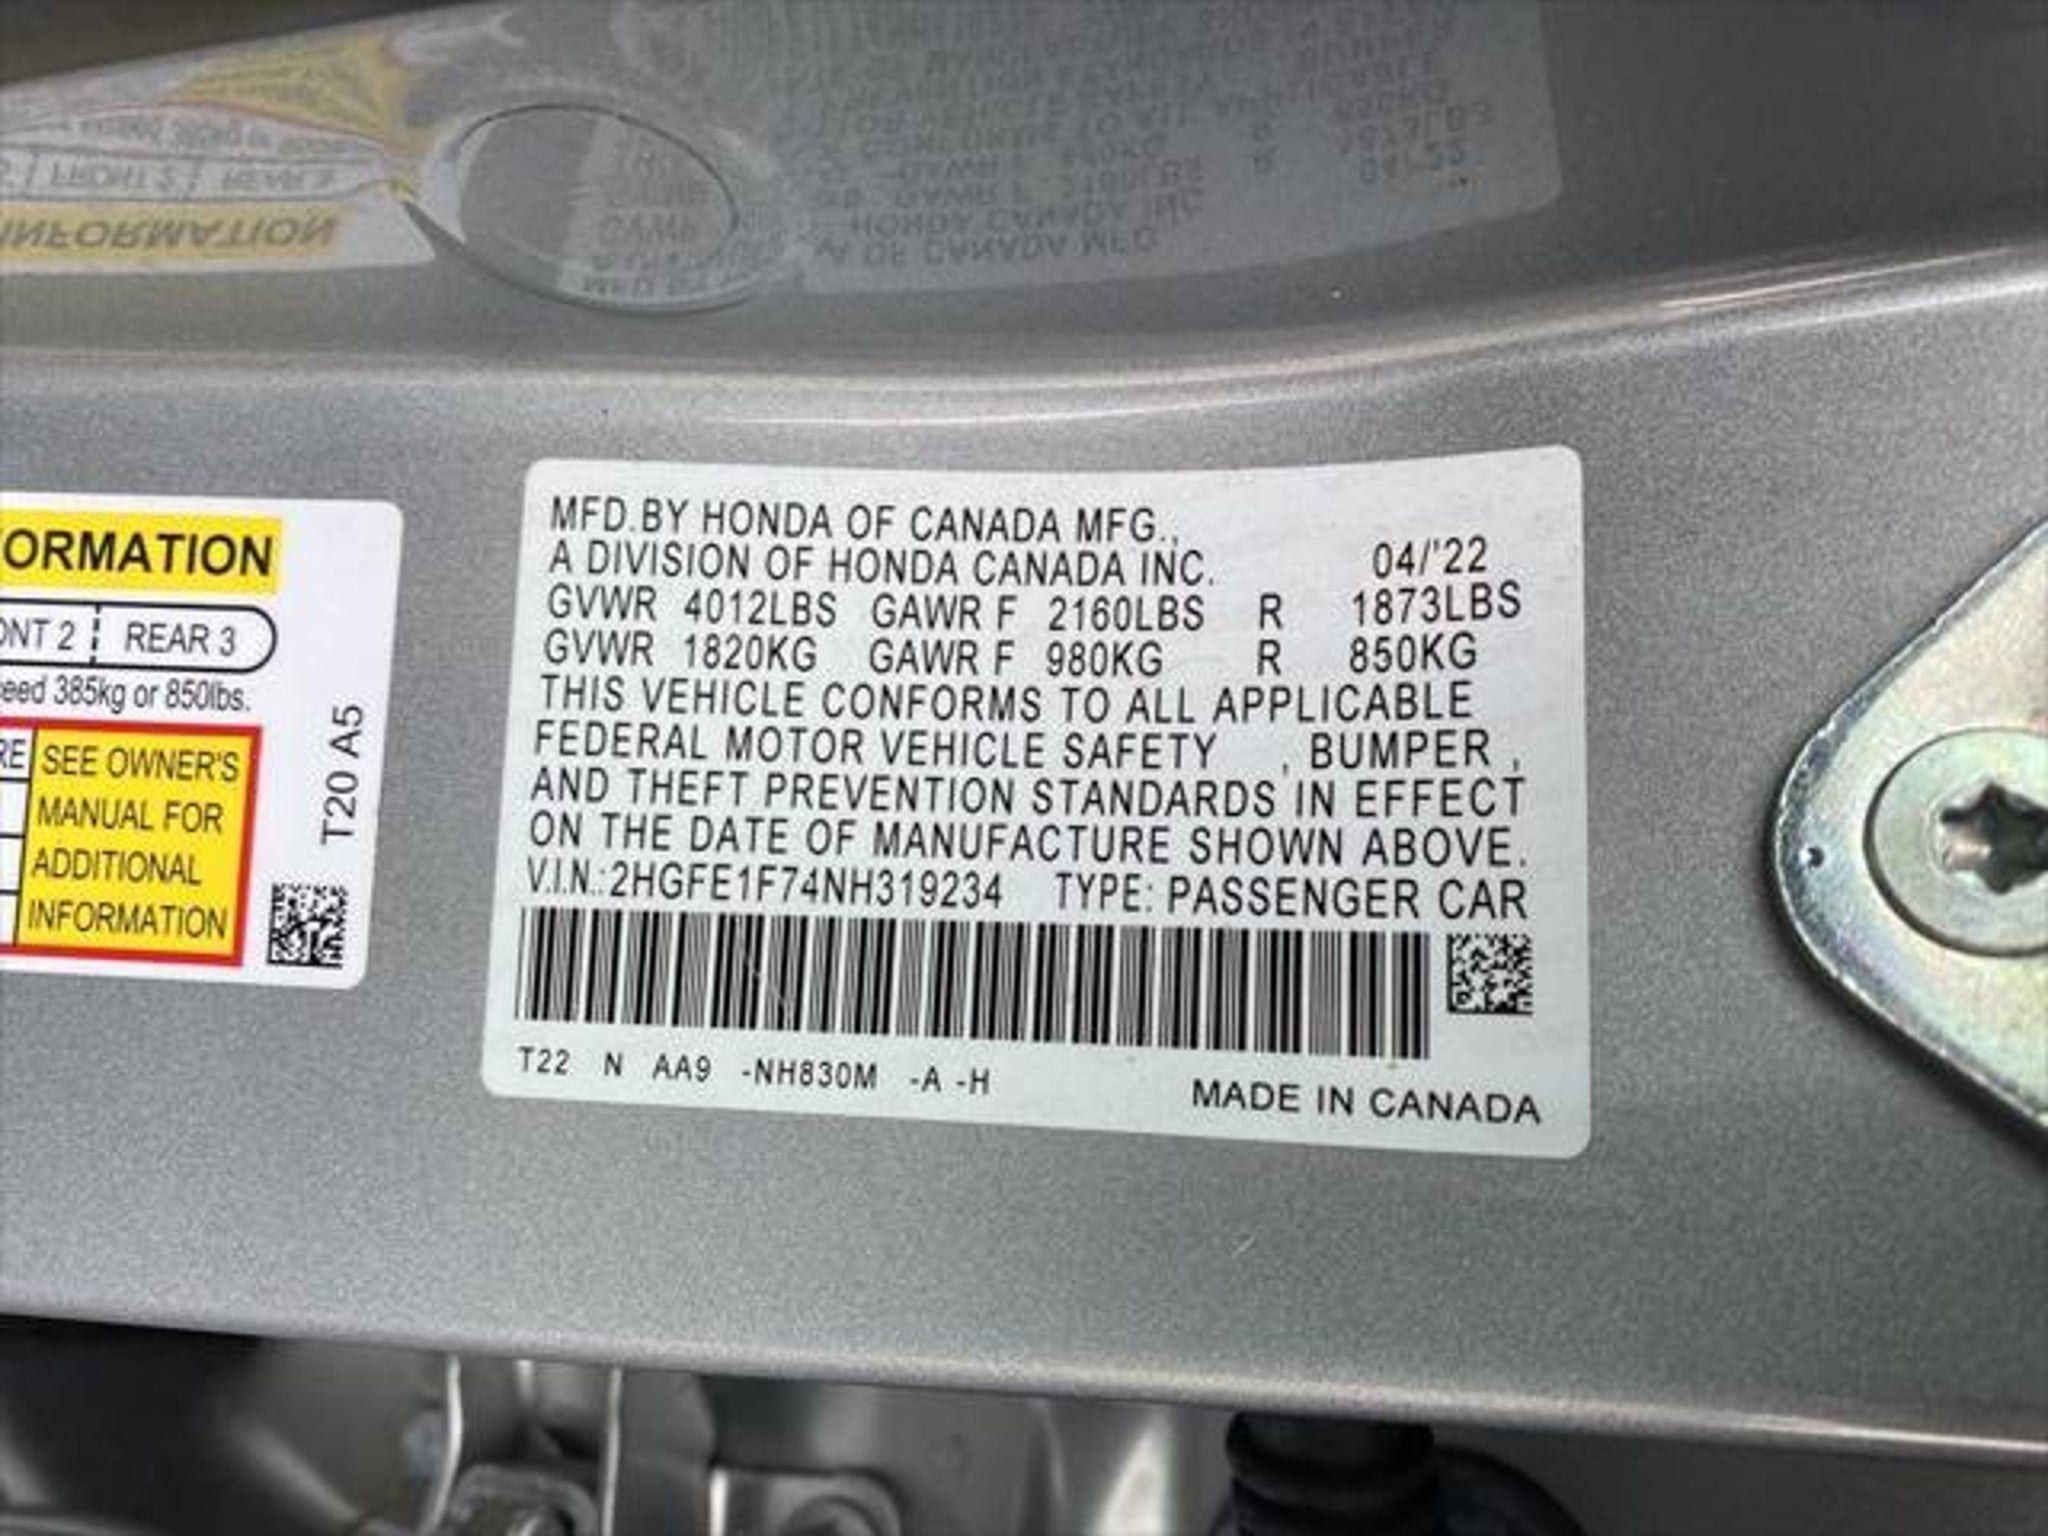 FORMATION
ONT 2 REAR 3
385kg or 850lbs.
SEE OWNER'S
MANUAL FOR
ADDITIONAL
INFORMATION
T20 A5
MFD. BY HONDA OF CANADA MFG.,
A DIVISION OF HONDA CANADA INC. 04/'22
GVWR 4012LBS GAWR F 2160LBS R 1873LBS
GVWR 1820KG GAWR F 980KG R 850KG
THIS VEHICLE CONFORMS TO ALL APPLICABLE
FEDERAL MOTOR VEHICLE SAFETY , BUMPER ,
AND THEFT PREVENTION STANDARDS IN EFFECT
ON THE DATE OF MANUFACTURE SHOWN ABOVE.
V.I.N.: 2HGFE1F74NH319234 TYPE: PASSENGER CAR
T22 N AA9 -NH830M -A -H
MADE IN CANADA